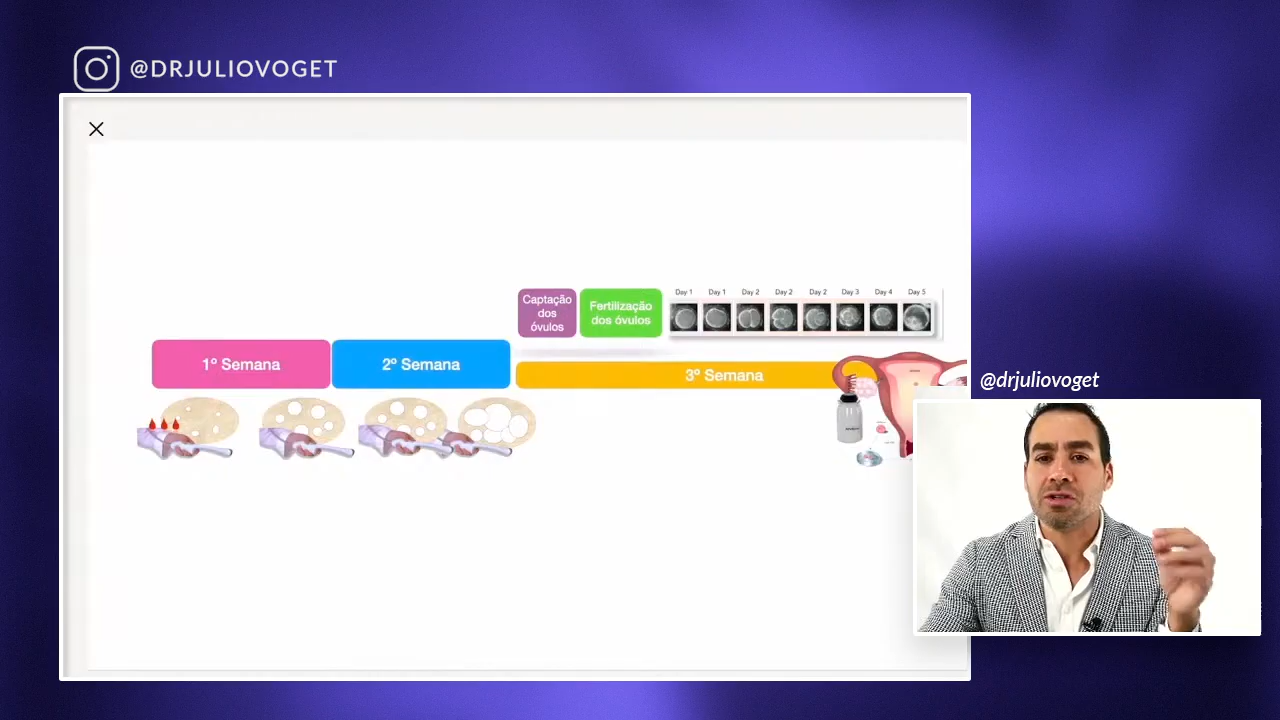 @DRJULIOVOGET
Captação
dos
óvulos
Fertilização
dos óvulos
Day 1
Day 1
Day 2
Day 2
Day 2
Day 3
Day 4
Day 5
1º Semana
2º Semana
3º Semana
@drjuliovoget